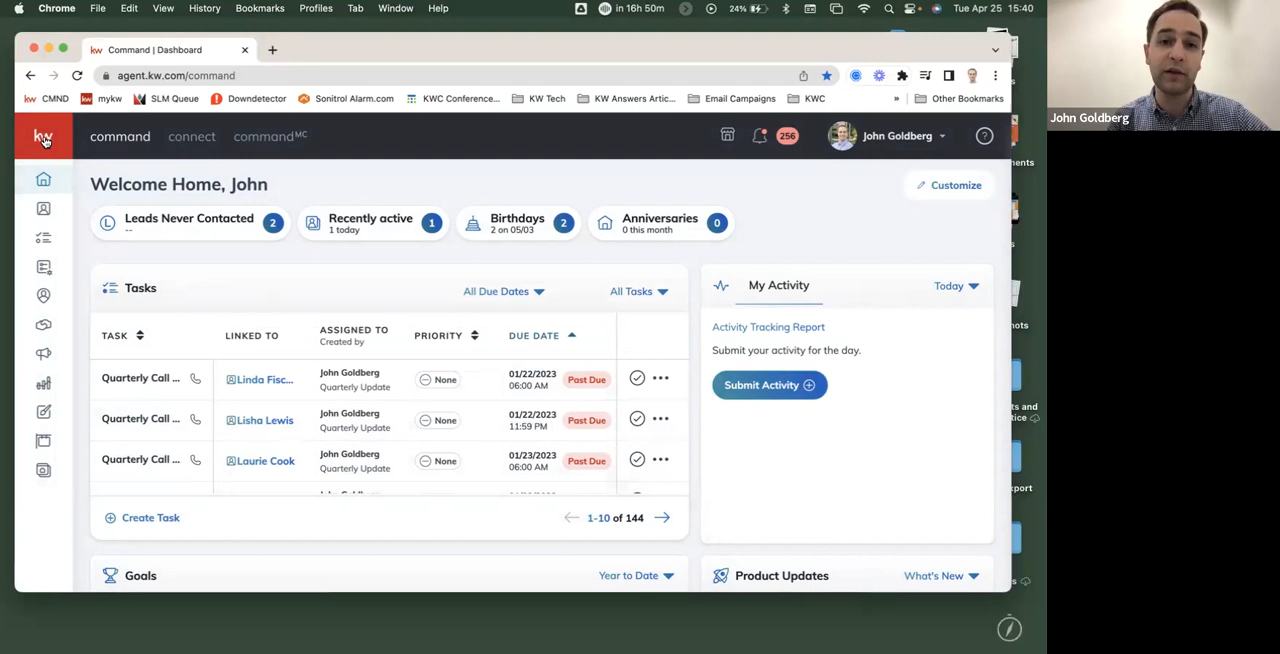 Chrome File Edit View History Bookmarks Profiles Tab Window Help in 16h 50m 24% Tue Apr 25 15:40
kw Command | Dashboard
agent.kw.com/command
kw CMND kw mykw SLM Queue Downdetector Sonitrol Alarm.com KWC Conference... KW Tech KW Answers Artic... Email Campaigns KWC » Other Bookmarks
kw command connect commandMC 256 John Goldberg
Welcome Home, John
Customize
Leads Never Contacted
--
2
Recently active
1 today
1
Birthdays
2 on 05/03
2
Anniversaries
0 this month
0
Tasks All Due Dates All Tasks
TASK LINKED TO ASSIGNED TO PRIORITY DUE DATE
Created by
Quarterly Call ... Linda Fisc... John Goldberg None 01/22/2023 Past Due
Quarterly Update 06:00 AM
Quarterly Call ... Lisha Lewis John Goldberg None 01/22/2023 Past Due
Quarterly Update 11:59 PM
Quarterly Call ... Laurie Cook John Goldberg None 01/23/2023 Past Due
Quarterly Update 06:00 AM
Create Task 1-10 of 144
My Activity Today
Activity Tracking Report
Submit your activity for the day.
Submit Activity
Goals Year to Date
Product Updates What's New
John Goldberg